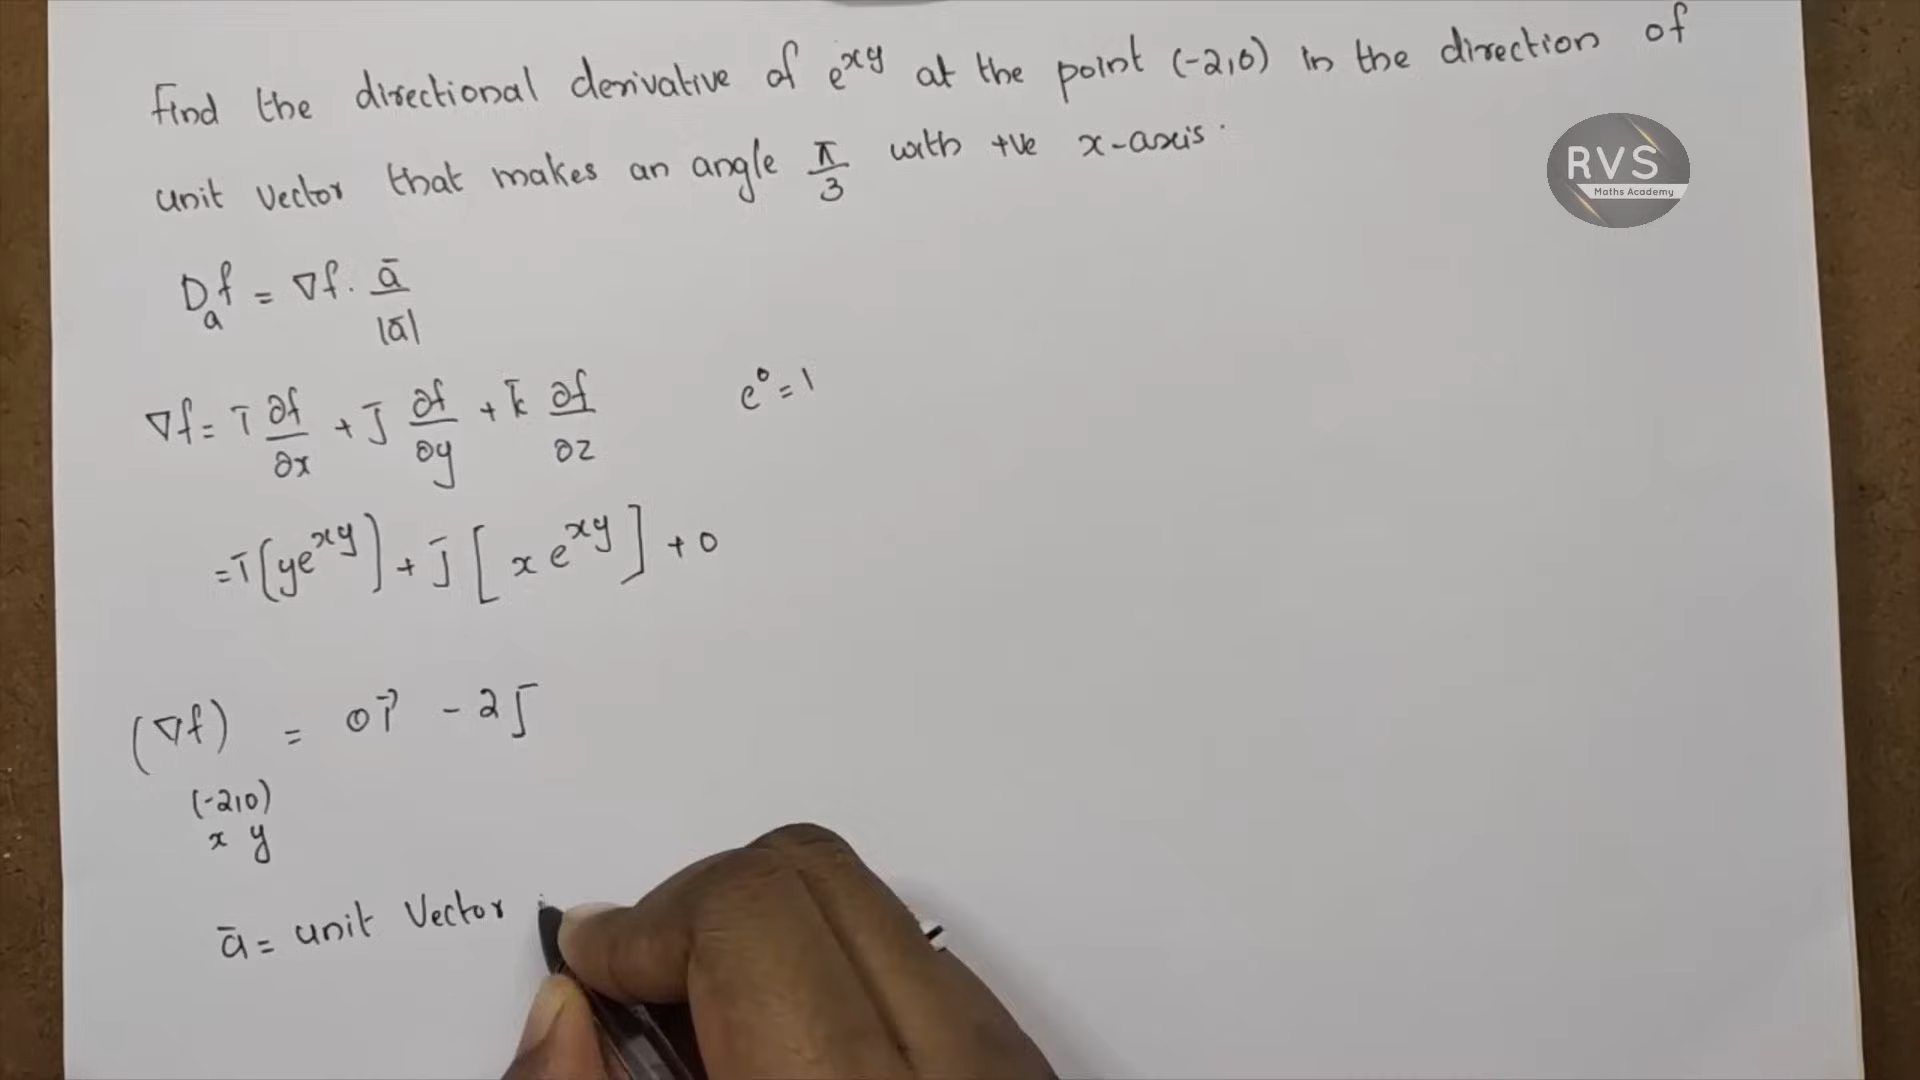 Find the directional derivative of e^xy at the point (-2,0) in the direction of
unit vector that makes an angle π/3 with +ve x-axis.
RVS
Maths Academy
D_a f = ∇f . ā/|ā|
∇f = ī ∂f/∂x + j̄ ∂f/∂y + k̄ ∂f/∂z
e^0 = 1
= ī(ye^xy) + j̄[x e^xy] + 0
(∇f) = 0i⃗ - 2j̄
(-2,0)
x y
ā = unit vector